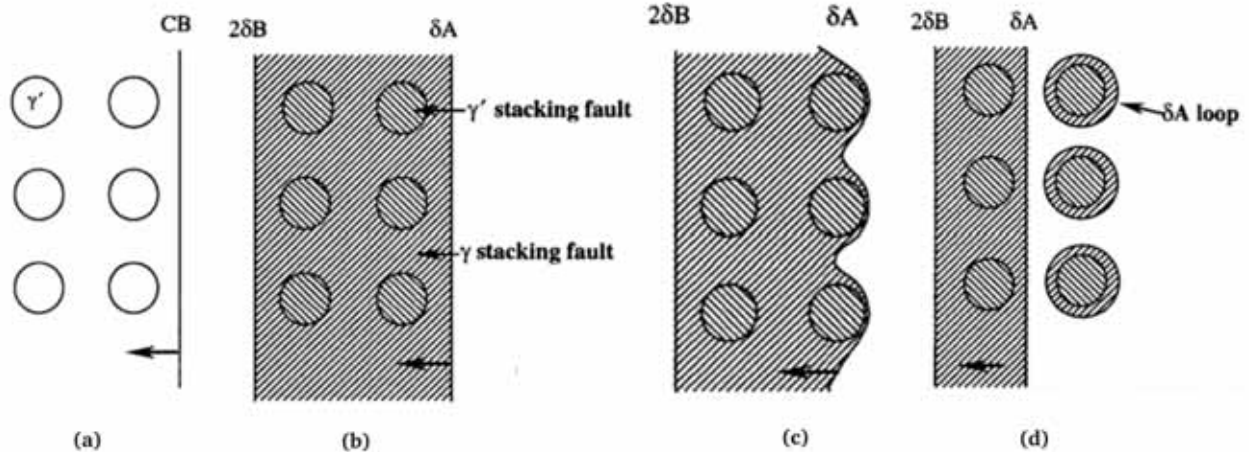 CB
2δB
δA
2δB
δA
2δB
δA
γ′
γ′ stacking fault
δA loop
γ stacking fault
(a)
(b)
(c)
(d)